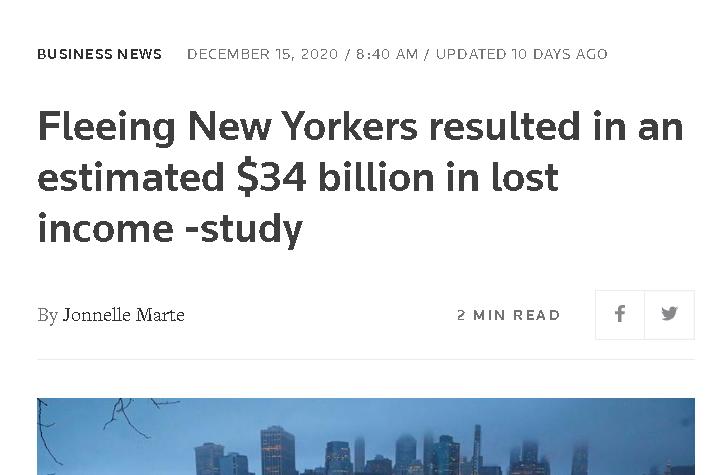 BUSINESS NEWS DECEMBER 15, 2020 / 8:40 AM / UPDATED 10 DAYS AGO
Fleeing New Yorkers resulted in an
estimated $34 billion in lost
income -study
By Jonnelle Marte 2 MIN READ